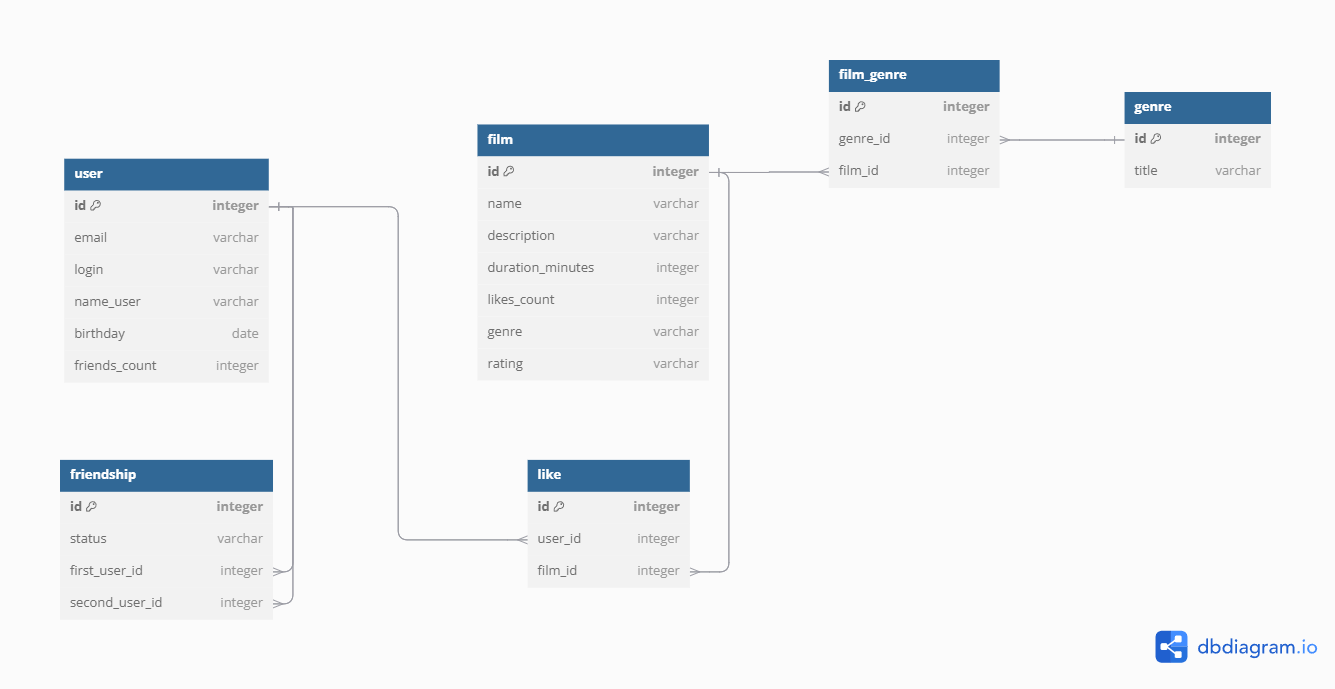 user
id integer
email varchar
login varchar
name_user varchar
birthday date
friends_count integer
friendship
id integer
status varchar
first_user_id integer
second_user_id integer
film
id integer
name varchar
description varchar
duration_minutes integer
likes_count integer
genre varchar
rating varchar
like
id integer
user_id integer
film_id integer
film_genre
id integer
genre_id integer
film_id integer
genre
id integer
title varchar
dbdiagram.io